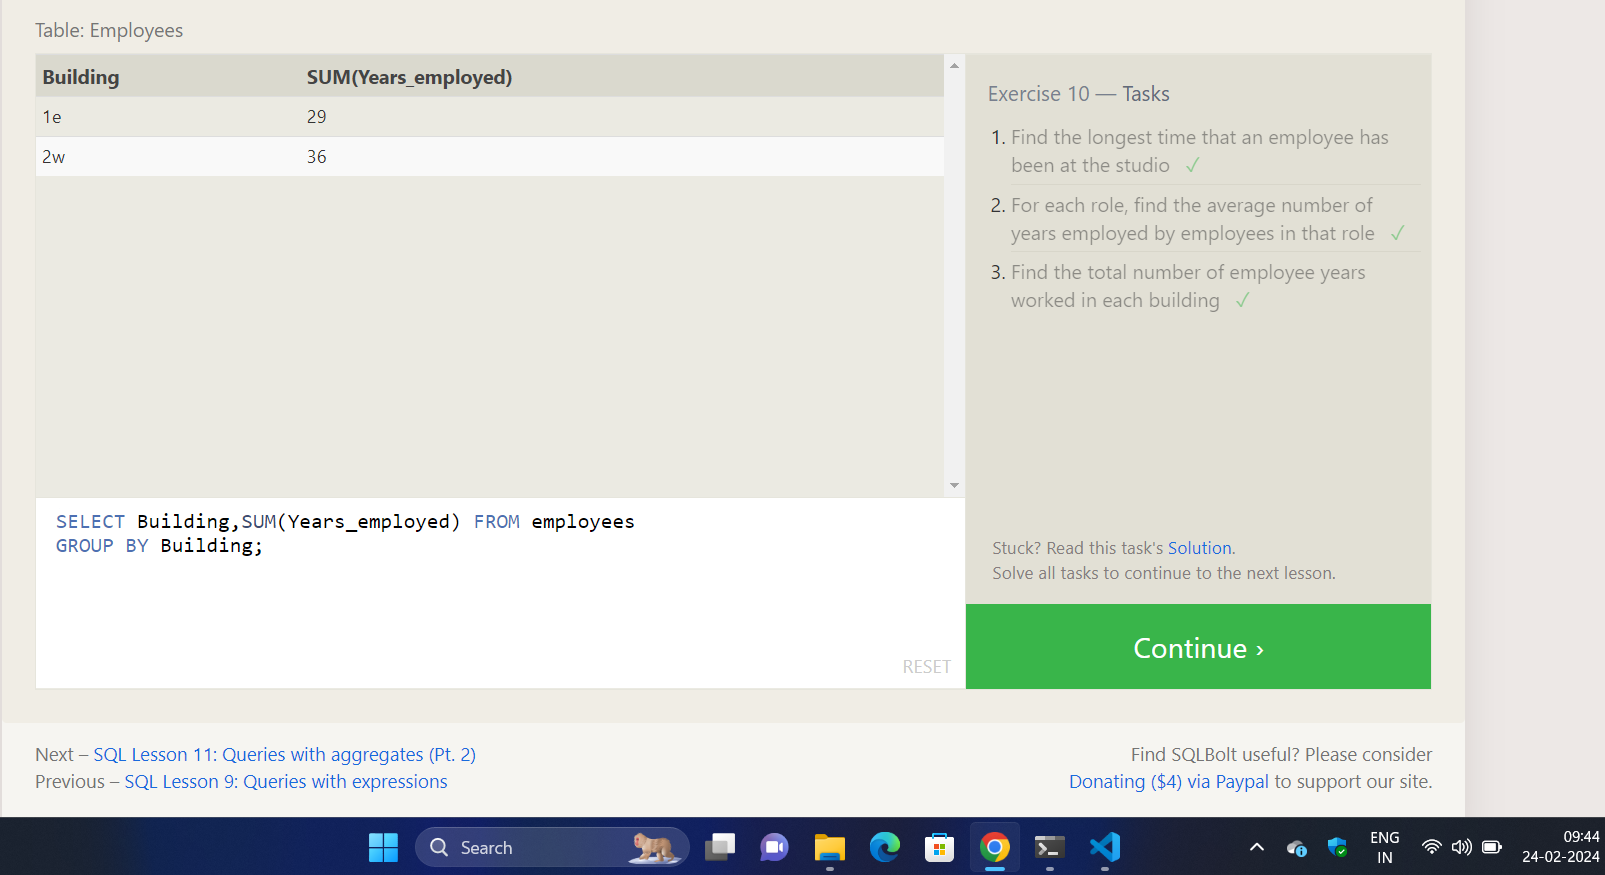 Table: Employees
Building SUM(Years_employed)
1e 29
2w 36
SELECT Building,SUM(Years_employed) FROM employees
GROUP BY Building;
RESET
Exercise 10 — Tasks
1. Find the longest time that an employee has
been at the studio ✓
2. For each role, find the average number of
years employed by employees in that role ✓
3. Find the total number of employee years
worked in each building ✓
Stuck? Read this task's Solution.
Solve all tasks to continue to the next lesson.
Continue ›
Next – SQL Lesson 11: Queries with aggregates (Pt. 2)
Previous – SQL Lesson 9: Queries with expressions
Find SQLBolt useful? Please consider
Donating ($4) via Paypal to support our site.
Search
ENG
IN
09:44
24-02-2024